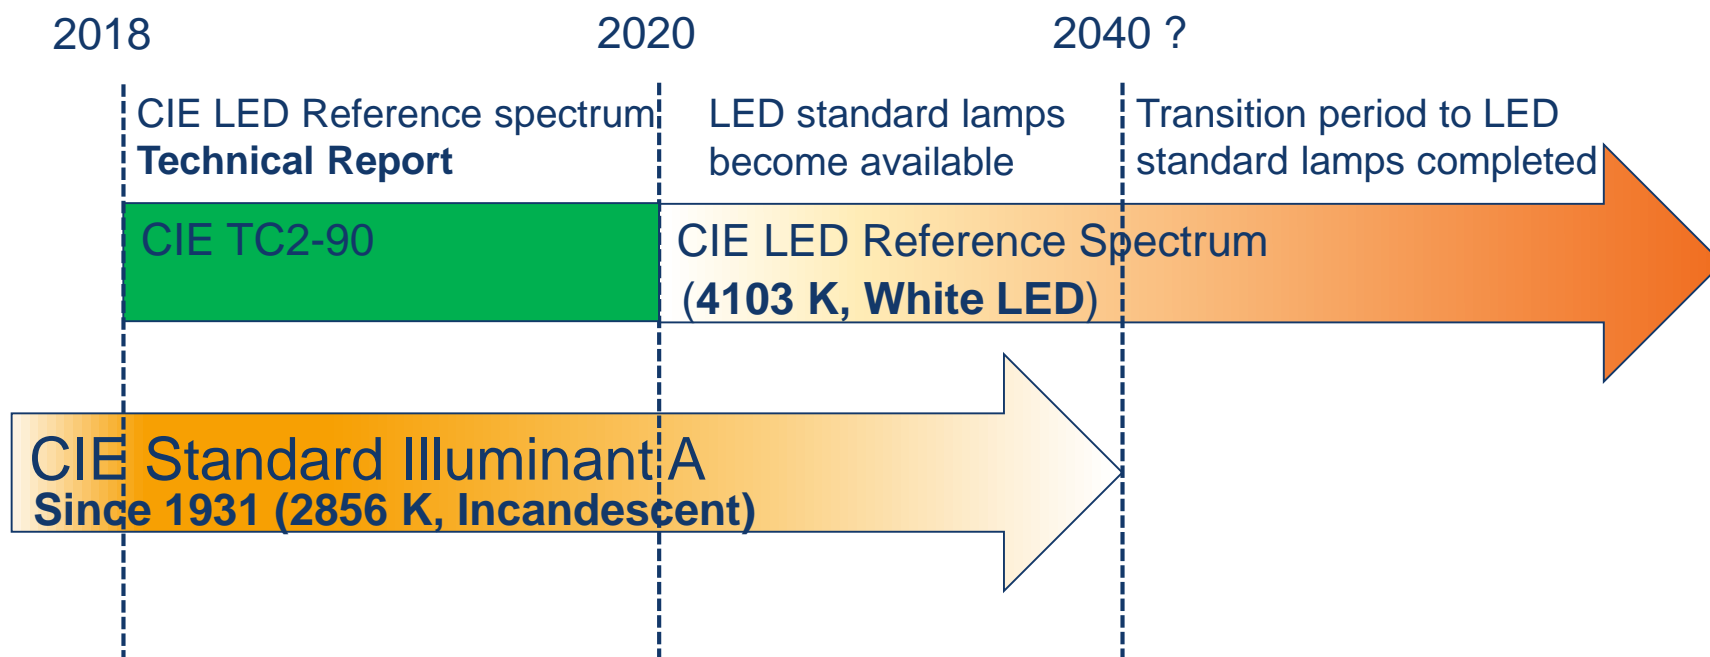 2018
2020
2040 ?
CIE LED Reference spectrum
Technical Report
LED standard lamps
become available
Transition period to LED
standard lamps completed
CIE TC2-90
CIE LED Reference Spectrum
(4103 K, White LED)
CIE Standard Illuminant A
Since 1931 (2856 K, Incandescent)